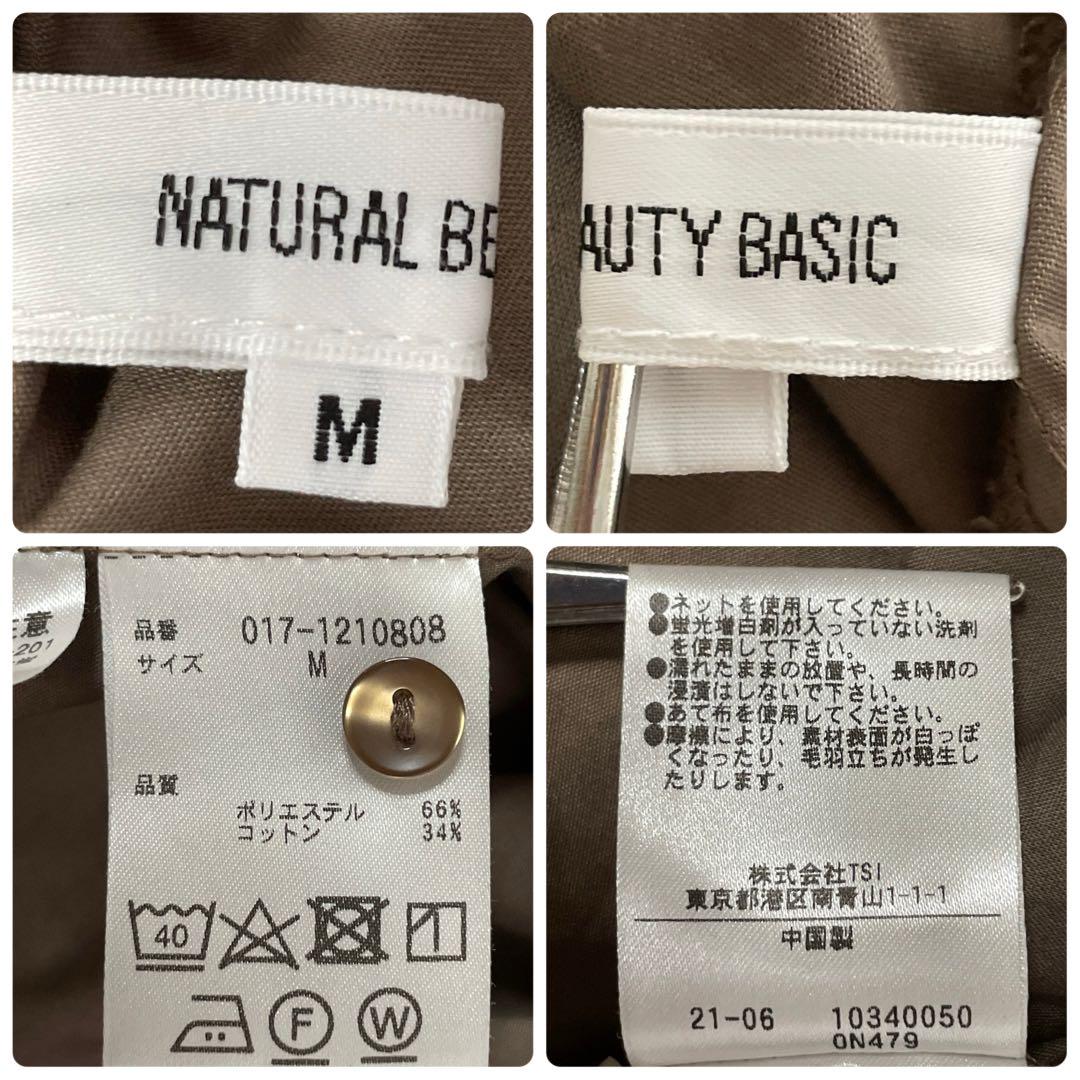 NATURAL BE
M
AUTY BASIC
注意
201
品番 017-1210808
サイズ M
品質
ポリエステル 66%
コットン 34%
40
F
W
●ネットを使用してください。
●蛍光増白剤が入っていない洗剤
を使用して下さい。
●濡れたままの放置や、長時間の
浸漬はしないで下さい。
●あて布を使用してください。
●摩擦により、素材表面が白っぽ
くなったり、毛羽立ちが発生し
たりします。
株式会社TSI
東京都港区南青山1-1-1
中国製
21-06 10340050
0N479